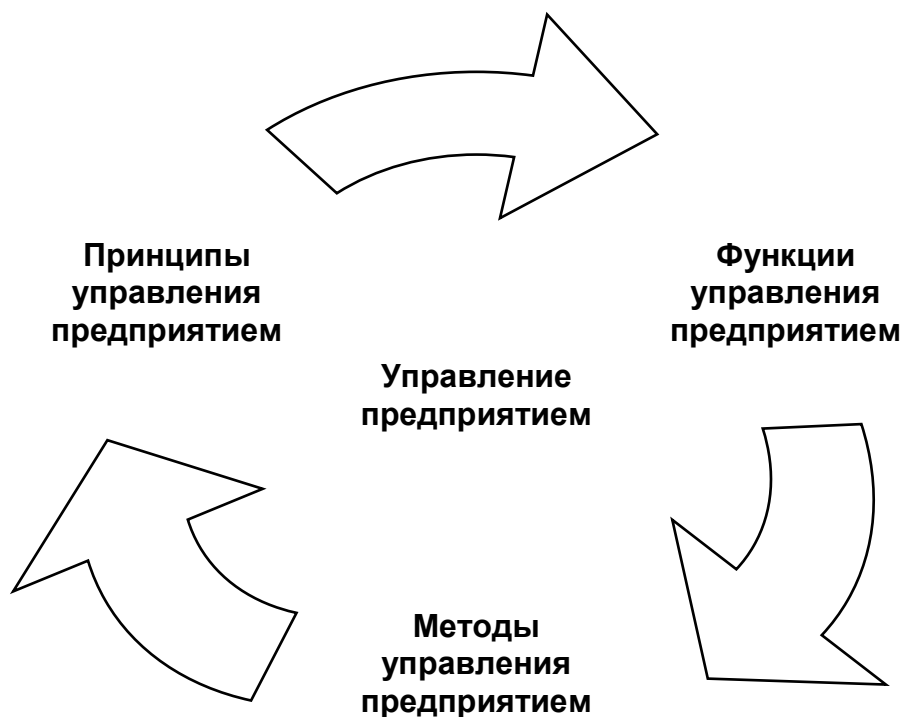 Принципы
управления
предприятием
Функции
управления
предприятием
Управление
предприятием
Методы
управления
предприятием